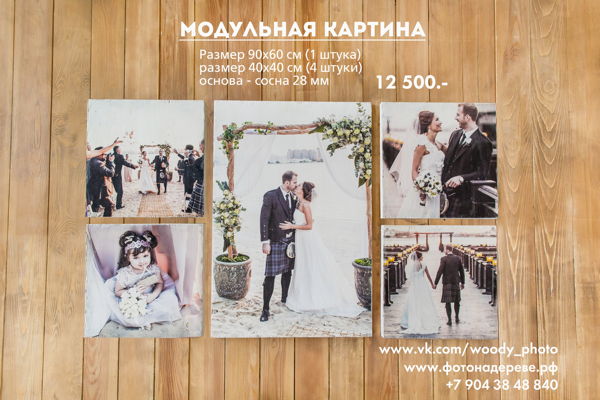 МОДУЛЬНАЯ КАРТИНА
Размер 90х60 см (1 штука)
размер 40х40 см (4 штуки)
основа - сосна 28 мм
12 500.-
www.vk.com/woody_photo
www.фотонадереве.рф
+7 904 38 48 840